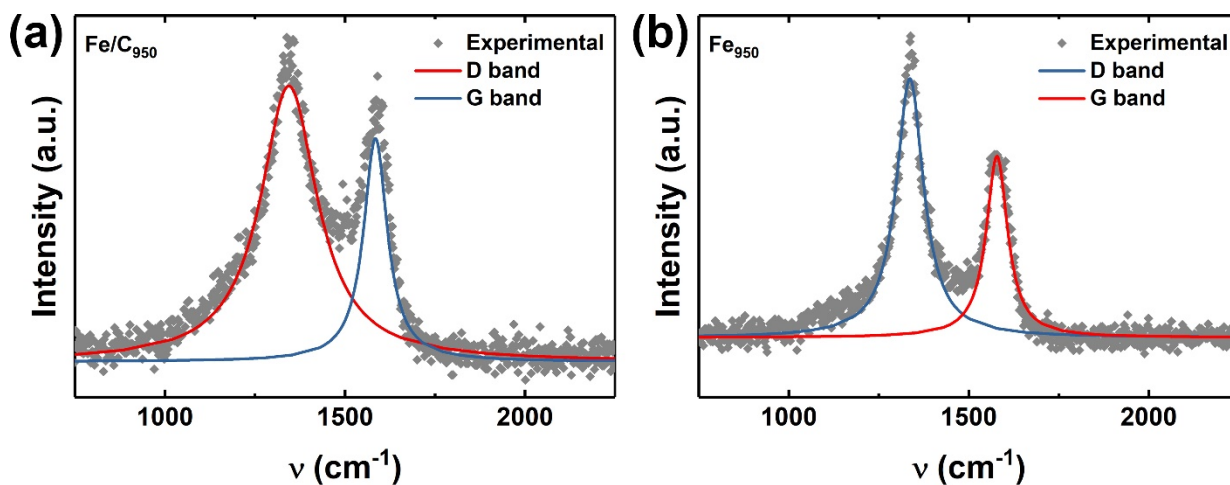 (a)
Fe/C950
Experimental
D band
G band
Intensity (a.u.)
1000 1500 2000
ν (cm-1)
(b)
Fe950
Experimental
D band
G band
Intensity (a.u.)
1000 1500 2000
ν (cm-1)